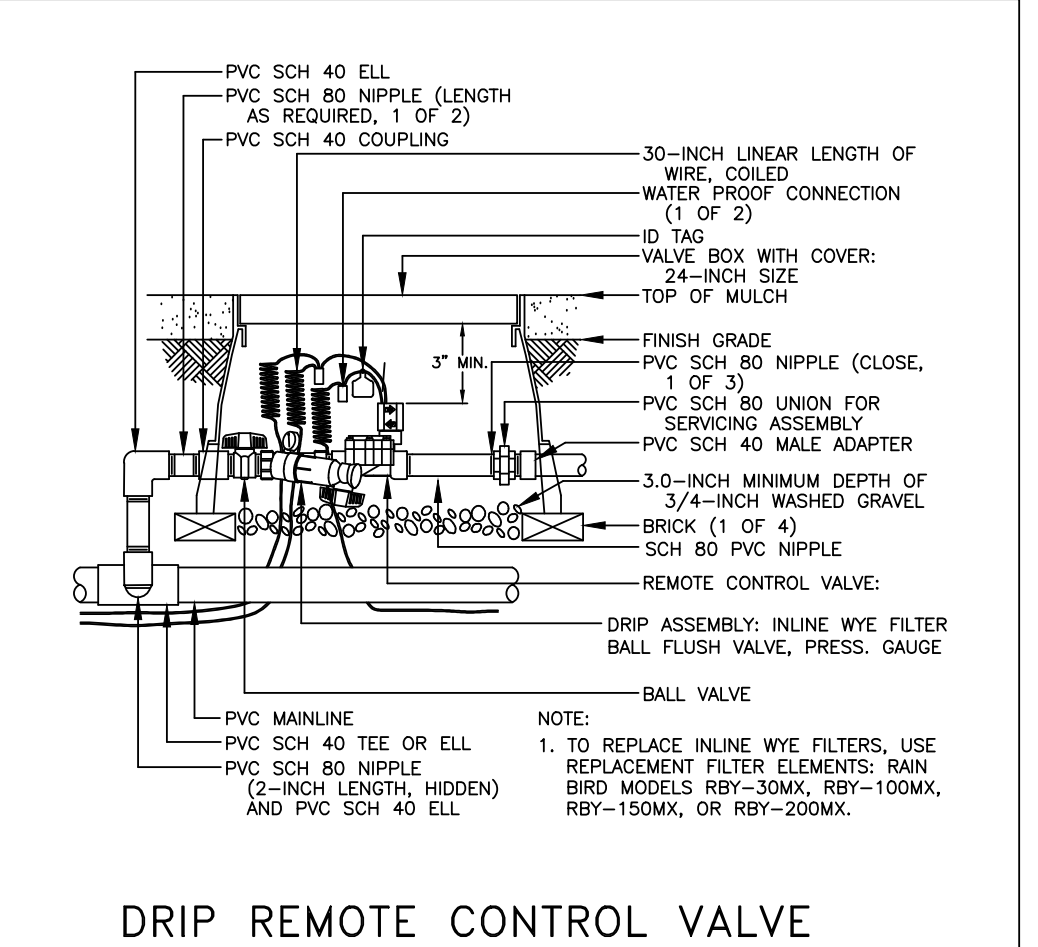 PVC SCH 40 ELL
PVC SCH 80 NIPPLE (LENGTH
AS REQUIRED, 1 OF 2)
PVC SCH 40 COUPLING
30-INCH LINEAR LENGTH OF
WIRE, COILED
WATER PROOF CONNECTION
(1 OF 2)
ID TAG
VALVE BOX WITH COVER:
24-INCH SIZE
TOP OF MULCH
FINISH GRADE
3" MIN.
PVC SCH 80 NIPPLE (CLOSE,
1 OF 3)
PVC SCH 80 UNION FOR
SERVICING ASSEMBLY
PVC SCH 40 MALE ADAPTER
3.0-INCH MINIMUM DEPTH OF
3/4-INCH WASHED GRAVEL
BRICK (1 OF 4)
SCH 80 PVC NIPPLE
REMOTE CONTROL VALVE:
DRIP ASSEMBLY: INLINE WYE FILTER
BALL FLUSH VALVE, PRESS. GAUGE
BALL VALVE
PVC MAINLINE
PVC SCH 40 TEE OR ELL
PVC SCH 80 NIPPLE
(2-INCH LENGTH, HIDDEN)
AND PVC SCH 40 ELL
NOTE:
1. TO REPLACE INLINE WYE FILTERS, USE
REPLACEMENT FILTER ELEMENTS: RAIN
BIRD MODELS RBY-30MX, RBY-100MX,
RBY-150MX, OR RBY-200MX.
DRIP REMOTE CONTROL VALVE